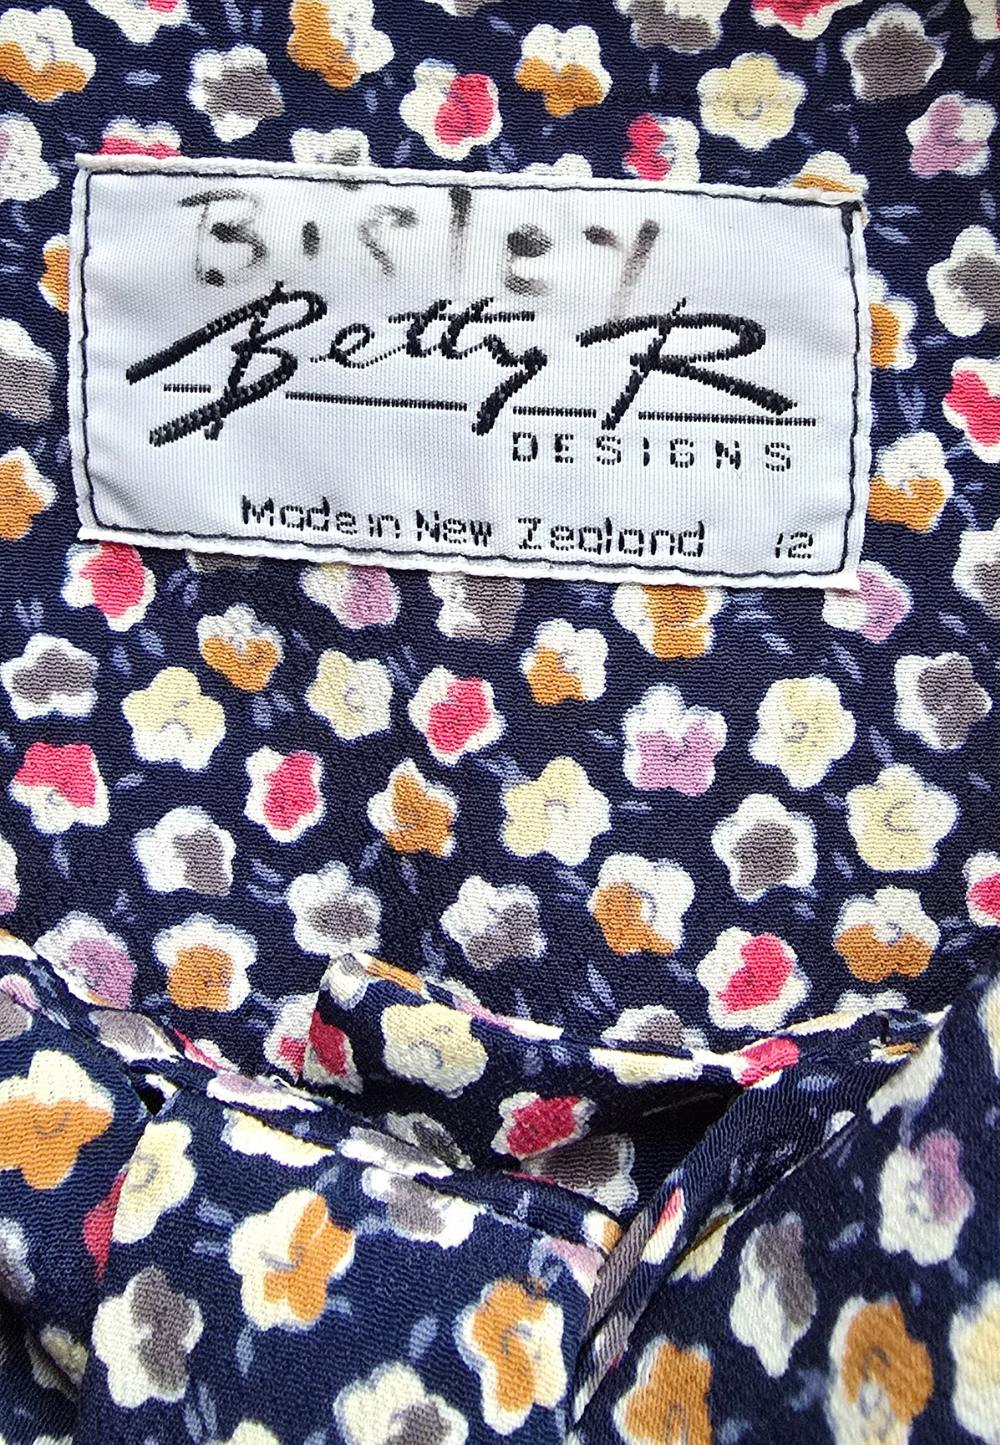 BisleY
Betty R
DESIGNS
Made in New Zealand 12